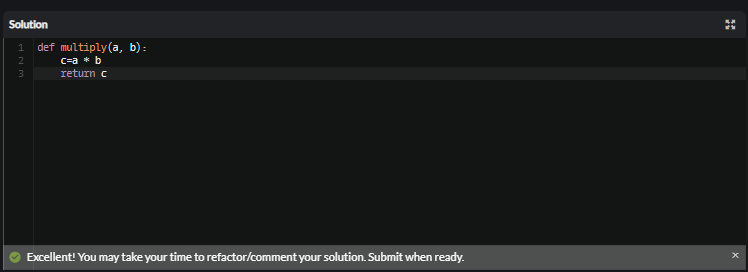 Solution
1 def multiply(a, b):
2     c=a * b
3     return c
Excellent! You may take your time to refactor/comment your solution. Submit when ready.